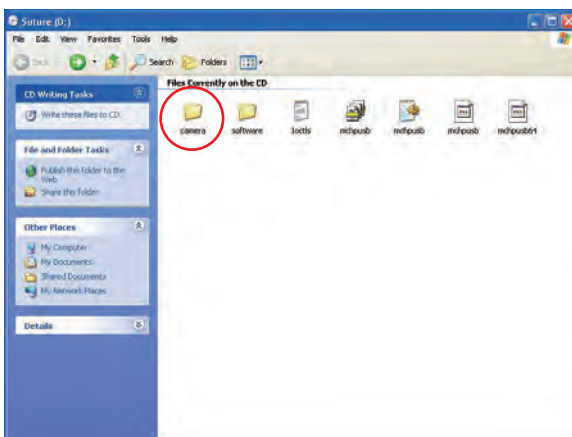 Suture (D:)
File Edit View Favorites Tools Help
Back Search Folders
Files Currently on the CD
CD Writing Tasks
Write these files to CD
camera software Ioctls mchpusb mchpusb mchpusb64
File and Folder Tasks
Publish this folder to the
Web
Share this folder
Other Places
My Computer
My Documents
Shared Documents
My Network Places
Details